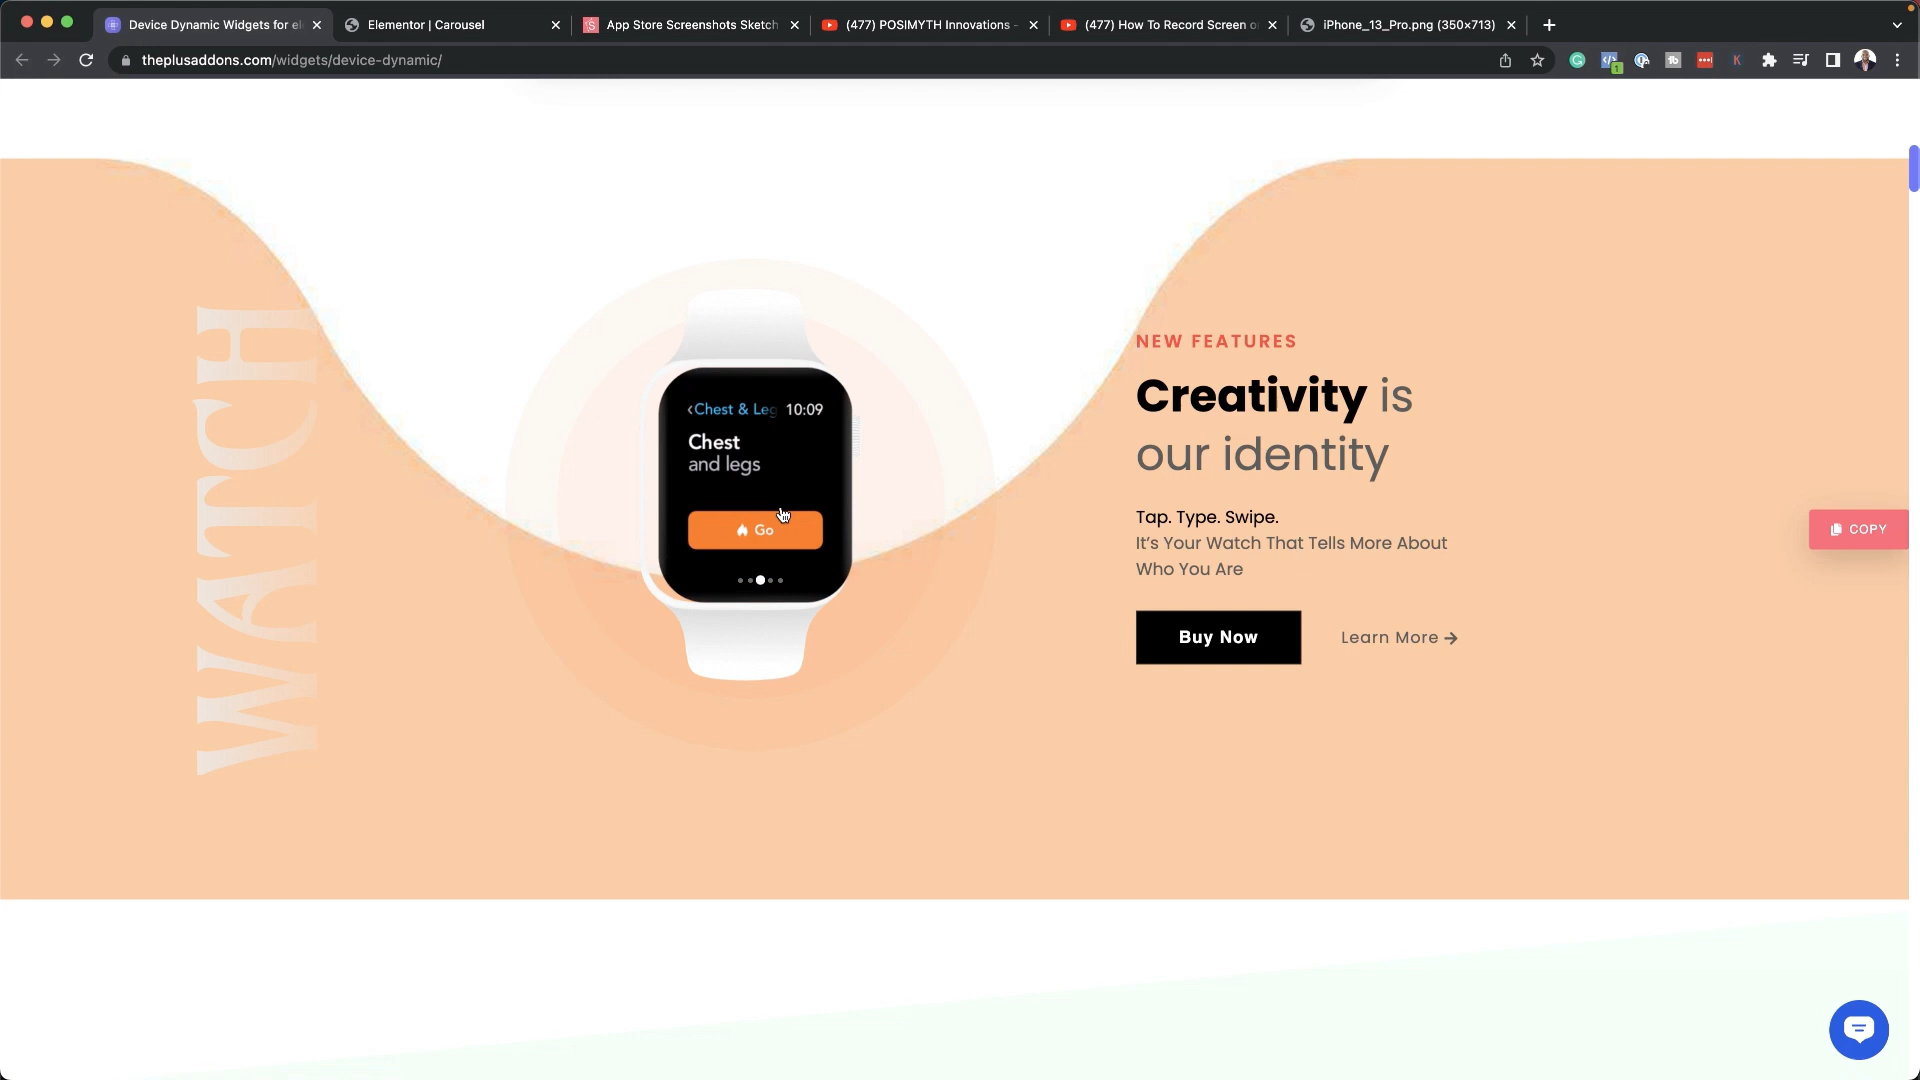 Device Dynamic Widgets for el
Elementor | Carousel
App Store Screenshots Sketch
(477) POSIMYTH Innovations -
(477) How To Record Screen o
iPhone_13_Pro.png (350×713)
theplusaddons.com/widgets/device-dynamic/
WATCH
‹Chest & Leg 10:09
Chest
and legs
Go
NEW FEATURES
Creativity is
our identity
Tap. Type. Swipe.
It's Your Watch That Tells More About
Who You Are
Buy Now
Learn More →
COPY